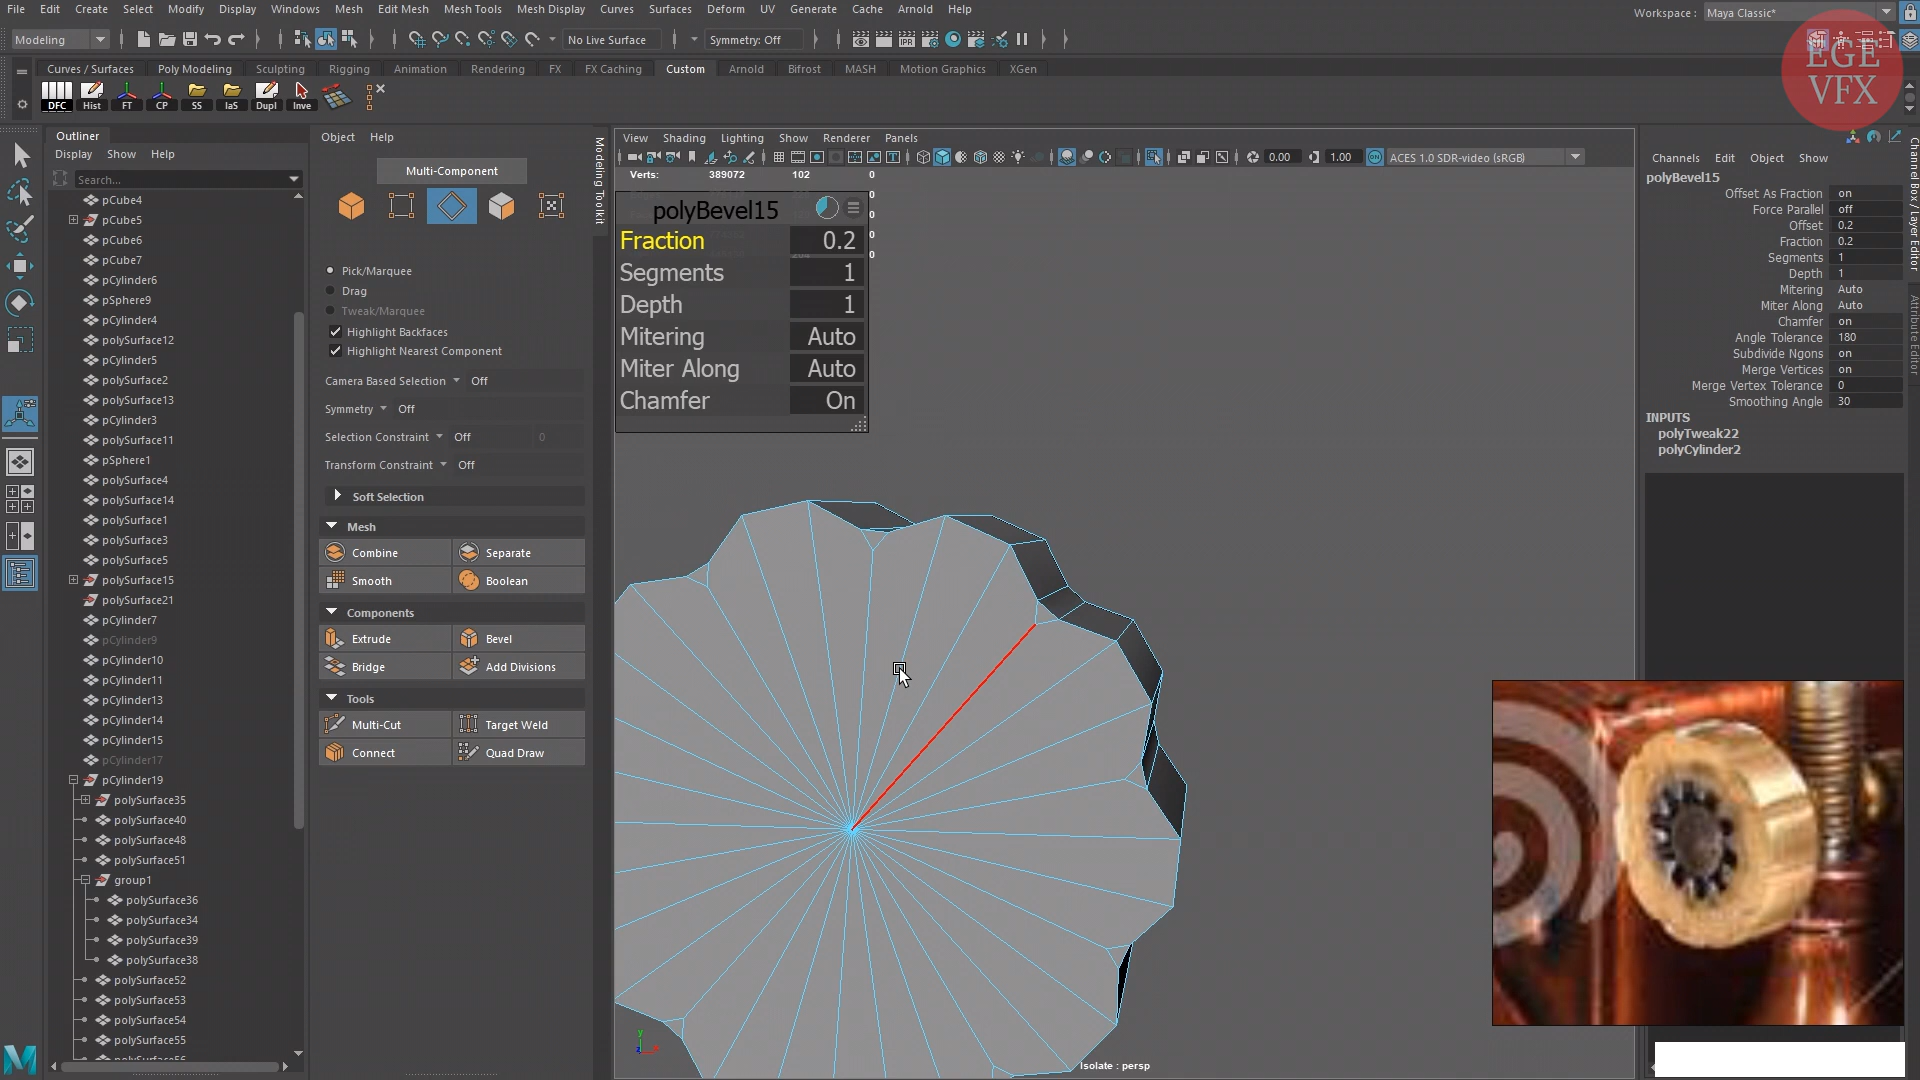 File Edit Create Select Modify Display Windows Mesh Edit Mesh Mesh Tools Mesh Display Curves Surfaces Deform UV Generate Cache Arnold Help
Workspace : Maya Classic*
Modeling
No Live Surface
Symmetry: Off
EGE
VFX
Curves / Surfaces Poly Modeling Sculpting Rigging Animation Rendering FX FX Caching Custom Arnold Bifrost MASH Motion Graphics XGen
DFC Hist FT CP SS IaS Dupl Inve
Outliner
Display Show Help
Search...
pCube4
pCube5
pCube6
pCube7
pCylinder6
pSphere9
pCylinder4
polySurface12
pCylinder5
polySurface2
polySurface13
pCylinder3
polySurface11
pSphere1
polySurface4
polySurface14
polySurface1
polySurface3
polySurface5
polySurface15
polySurface21
pCylinder7
pCylinder9
pCylinder10
pCylinder11
pCylinder13
pCylinder14
pCylinder15
pCylinder17
pCylinder19
polySurface35
polySurface40
polySurface48
polySurface51
group1
polySurface36
polySurface34
polySurface39
polySurface38
polySurface52
polySurface53
polySurface54
polySurface55
polySurface56
Object Help
Multi-Component
Pick/Marquee
Drag
Tweak/Marquee
Highlight Backfaces
Highlight Nearest Component
Camera Based Selection Off
Symmetry Off
Selection Constraint Off 0
Transform Constraint Off
Soft Selection
Mesh
Combine Separate
Smooth Boolean
Components
Extrude Bevel
Bridge Add Divisions
Tools
Multi-Cut Target Weld
Connect Quad Draw
Modeling Toolkit
View Shading Lighting Show Renderer Panels
0.00 1.00 ON ACES 1.0 SDR-video (sRGB)
Verts: 389072 102 0
0
0
0
0
polyBevel15
Fraction 0.2
Segments 1
Depth 1
Mitering Auto
Miter Along Auto
Chamfer On
y
z
Isolate : persp
Channels Edit Object Show
polyBevel15
Offset As Fraction on
Force Parallel off
Offset 0.2
Fraction 0.2
Segments 1
Depth 1
Mitering Auto
Miter Along Auto
Chamfer on
Angle Tolerance 180
Subdivide Ngons on
Merge Vertices on
Merge Vertex Tolerance 0
Smoothing Angle 30
INPUTS
polyTweak22
polyCylinder2
Channel Box / Layer Editor
Attribute Editor